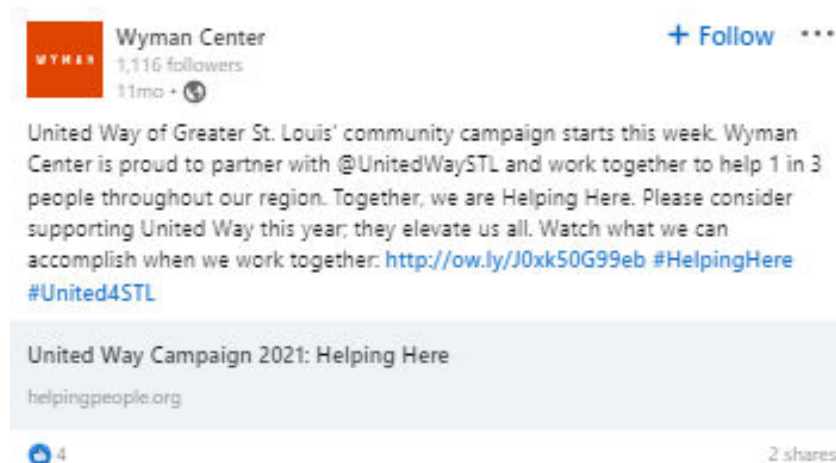 WYMAN
Wyman Center
+ Follow
1,116 followers
11mo •
United Way of Greater St. Louis' community campaign starts this week. Wyman
Center is proud to partner with @UnitedWaySTL and work together to help 1 in 3
people throughout our region. Together, we are Helping Here. Please consider
supporting United Way this year; they elevate us all. Watch what we can
accomplish when we work together: http://ow.ly/J0xk50G99eb #HelpingHere
#United4STL
United Way Campaign 2021: Helping Here
helpingpeople.org
4
2 shares